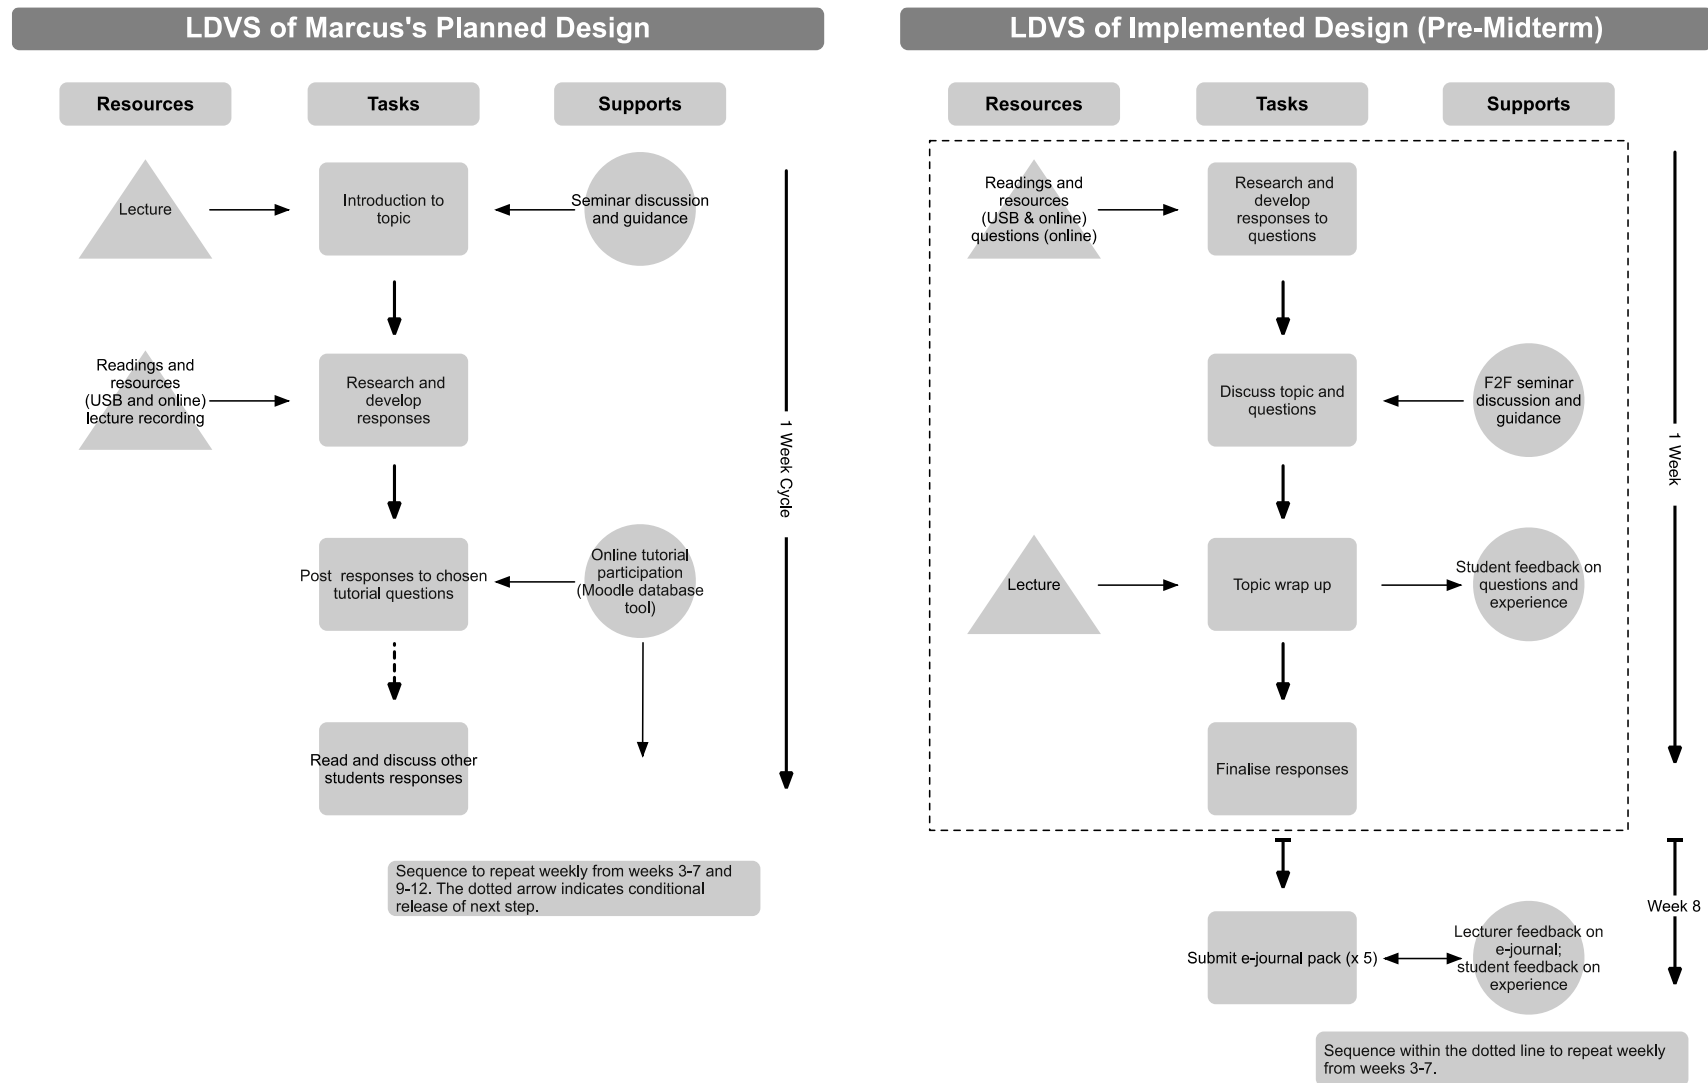 LDVS of Marcus's Planned Design
Resources
Tasks
Supports
Lecture
Introduction to
topic
Seminar discussion
and guidance
Readings and
resources
(USB and online)
lecture recording
Research and
develop
responses
Post  responses to chosen
tutorial questions
Online tutorial
participation
(Moodle database
tool)
Read and discuss other
students responses
1 Week Cycle
Sequence to repeat weekly from weeks 3-7 and
9-12. The dotted arrow indicates conditional
release of next step.
LDVS of Implemented Design (Pre-Midterm)
Resources
Tasks
Supports
Readings and
resources
(USB & online)
questions (online)
Research and
develop
responses to
questions
Discuss topic and
questions
F2F seminar
discussion and
guidance
Lecture
Topic wrap up
Student feedback on
questions and
experience
Finalise responses
1 Week
Submit e-journal pack (x 5)
Lecturer feedback on
e-journal;
student feedback on
experience
Week 8
Sequence within the dotted line to repeat weekly
from weeks 3-7.